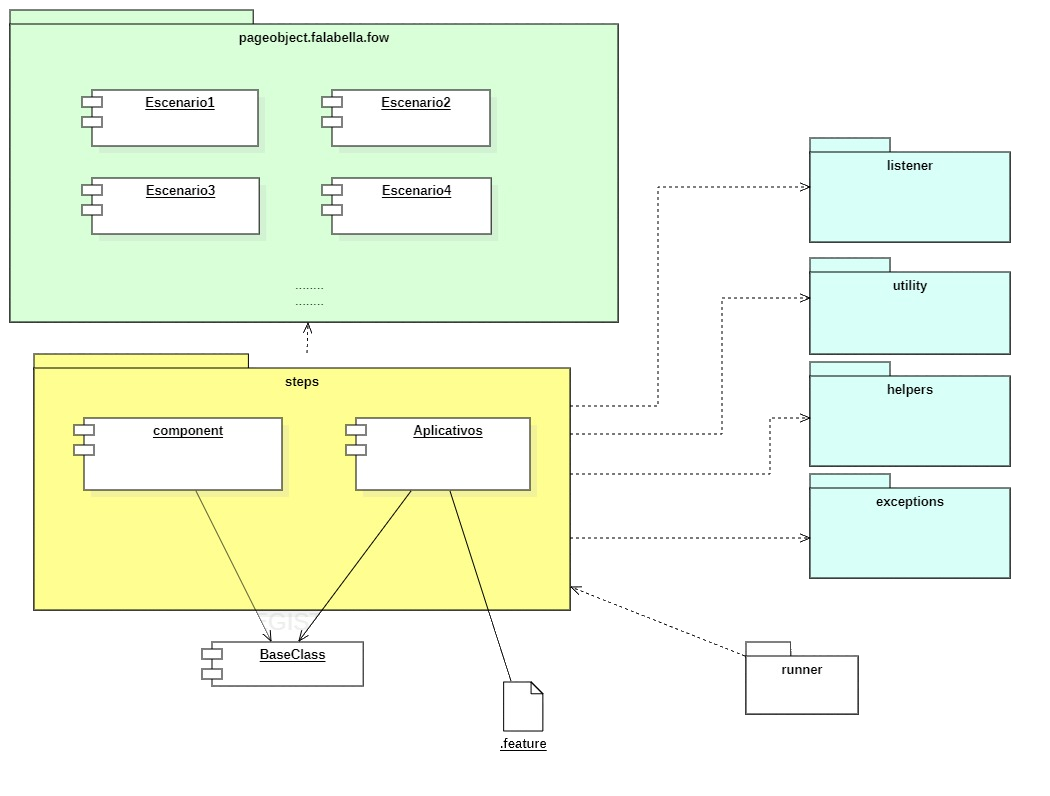 pageobject.falabella.fow
Escenario1
Escenario2
Escenario3
Escenario4
........
........
listener
utility
helpers
exceptions
steps
component
Aplicativos
BaseClass
.feature
runner